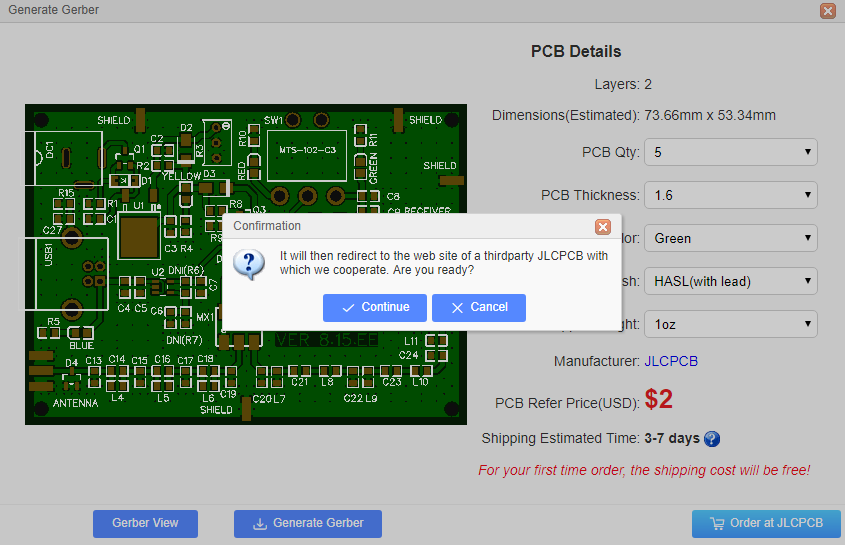 Generate Gerber
PCB Details
Layers: 2
Dimensions(Estimated): 73.66mm x 53.34mm
PCB Qty: 5
PCB Thickness: 1.6
lor: Green
sh: HASL(with lead)
ght: 1oz
Manufacturer: JLCPCB
PCB Refer Price(USD): $2
Shipping Estimated Time: 3-7 days
For your first time order, the shipping cost will be free!
Confirmation
It will then redirect to the web site of a thirdparty JLCPCB with
which we cooperate. Are you ready?
Continue Cancel
SHIELD D2 SW1 SHIELD
DC1 Q1 C2 R3 R10 MTS-102-C3 R11
R2 RED GREEN SHIELD
D1 YELLOW D3
R15 R1 U1 R8 Q3 C8
C27 C1 C3 R4 R9 RECEIVER
USB1 U2 DNI(R6)
C4 C5 C7
R5 C6 MX1
BLUE DNI(R7) VER 8.15.EE L11
C24
D4 C13 C14 C15 C16 C17 C18
L4 L5 L6 C19 C20 L7 C21 L8 C22 L9 C23 L10
ANTENNA SHIELD
Gerber View Generate Gerber Order at JLCPCB